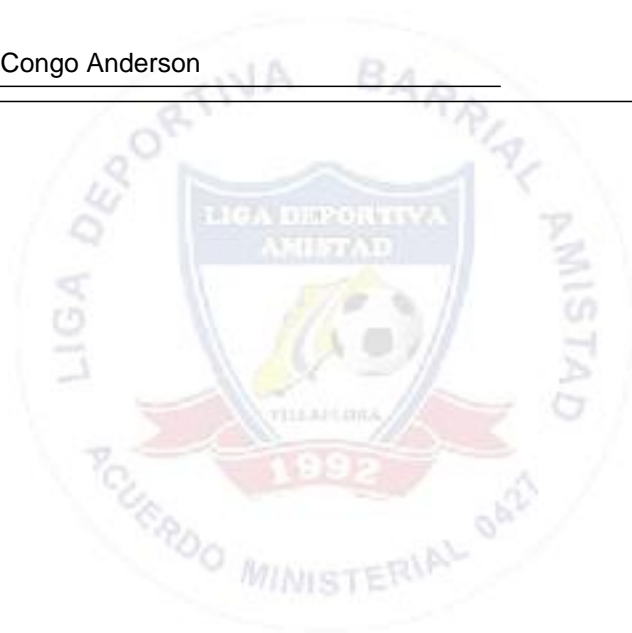 Congo Anderson
LIGA DEPORTIVA BARRIAL AMISTAD
LIGA DEPORTIVA
AMISTAD
VILLAFLORA
1992
ACUERDO MINISTERIAL 0427